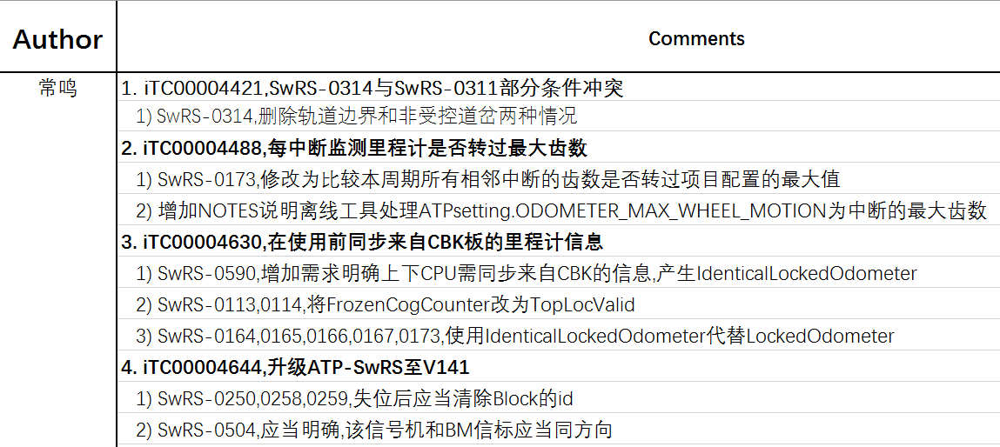 Author
Comments
常鸣
1. iTC00004421,SwRS-0314与SwRS-0311部分条件冲突
1) SwRS-0314,删除轨道边界和非受控道岔两种情况
2. iTC00004488,每中断监测里程计是否转过最大齿数
1) SwRS-0173,修改为比较本周期所有相邻中断的齿数是否转过项目配置的最大值
2) 增加NOTES说明离线工具处理ATPsetting.ODOMETER_MAX_WHEEL_MOTION为中断的最大齿数
3. iTC00004630,在使用前同步来自CBK板的里程计信息
1) SwRS-0590,增加需求明确上下CPU需同步来自CBK的信息,产生IdenticalLockedOdometer
2) SwRS-0113,0114,将FrozenCogCounter改为TopLocValid
3) SwRS-0164,0165,0166,0167,0173,使用IdenticalLockedOdometer代替LockedOdometer
4. iTC00004644,升级ATP-SwRS至V141
1) SwRS-0250,0258,0259,失位后应当清除Block的id
2) SwRS-0504,应当明确,该信号机和BM信标应当同方向